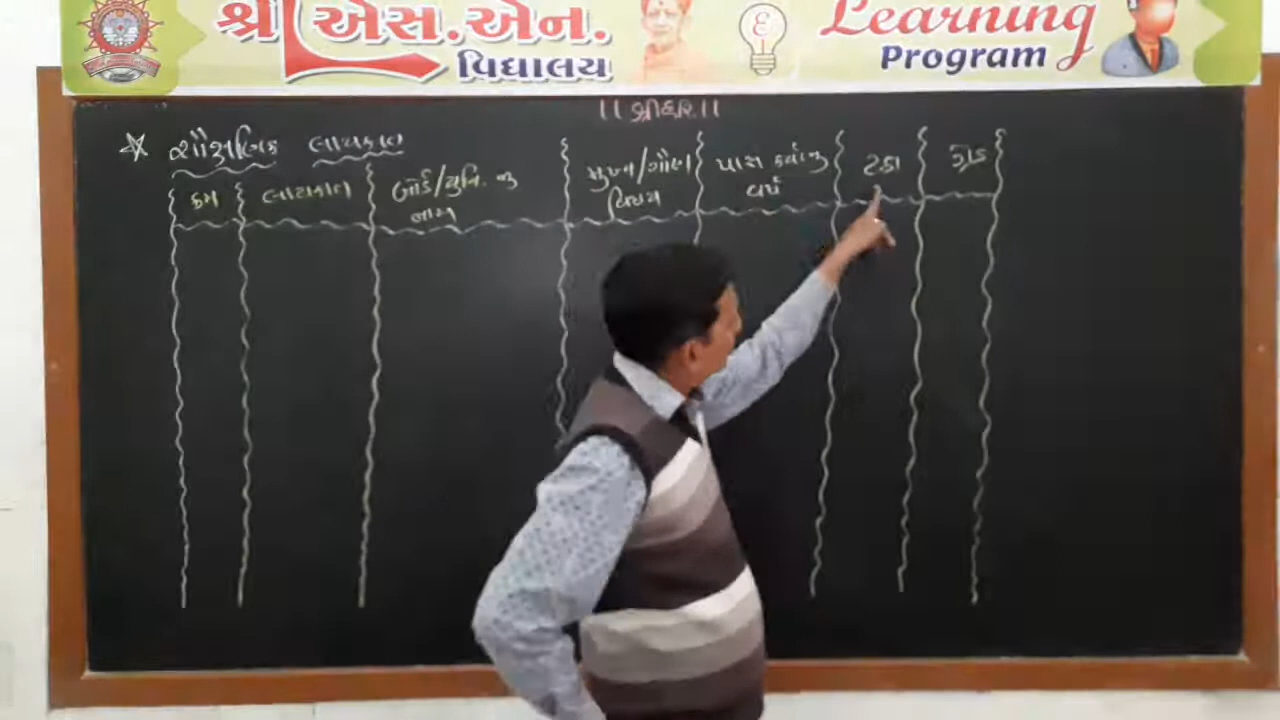 શ્રી એસ.એન.
વિધાલય
Learning
Program
।। શ્રીહરિ ।।
☆ શૈક્ષણિક લાયકાત
ક્રમ લાયકાત બોર્ડ/યુનિ. નુ મુખ્ય/ગૌણ પાસ કર્યાનુ ટકા ગ્રેડ
નામ વિષય વર્ષ